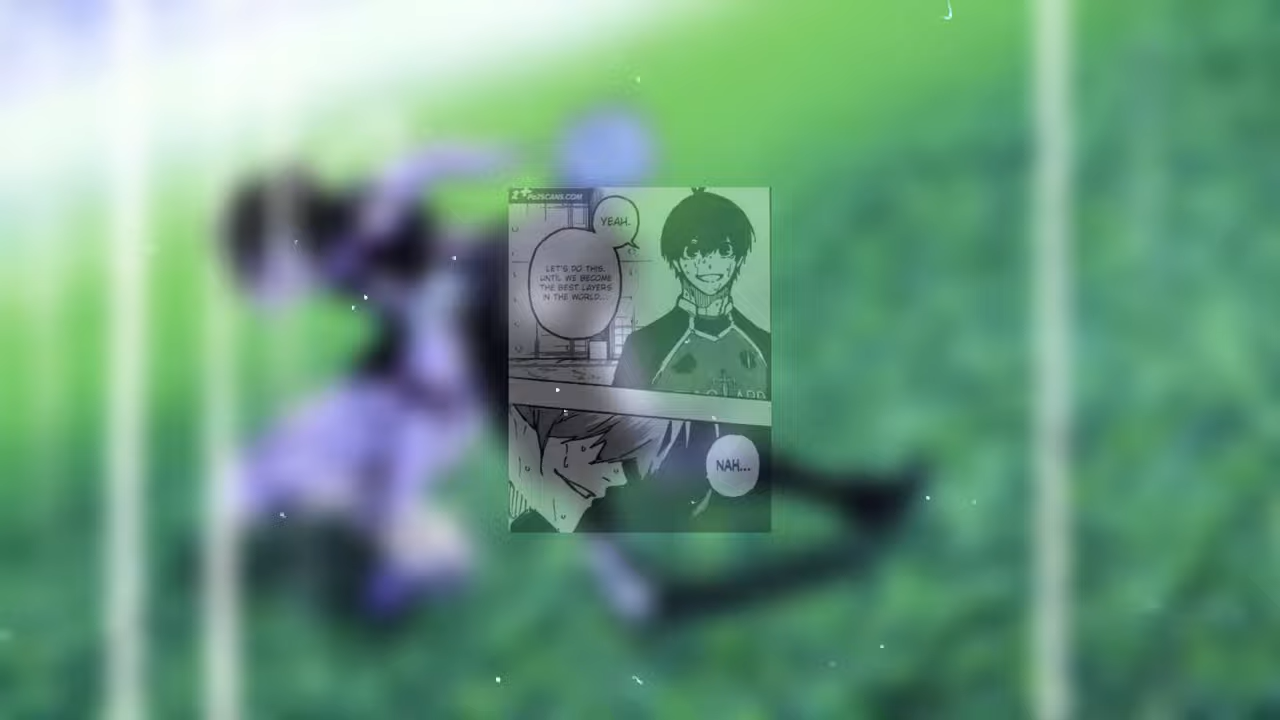 YEAH.
LET'S DO THIS.
UNTIL WE BECOME
THE BEST LAYERS
IN THE WORLD...
NAH...